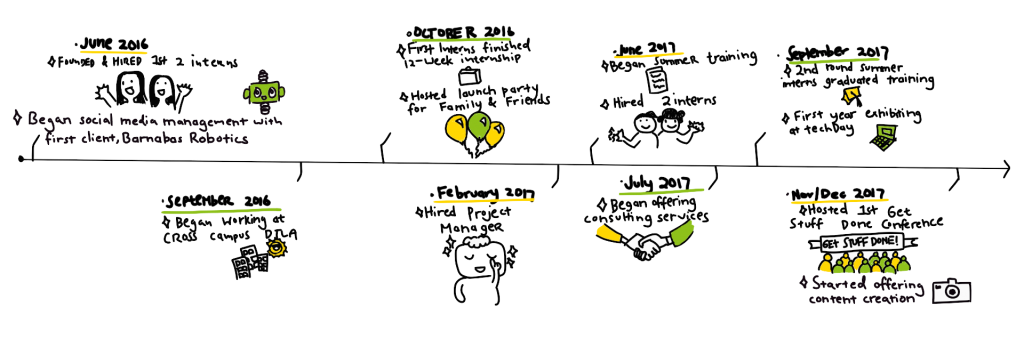 June 2016
Founded & Hired 1st 2 interns
Began social media management with
first client, Barnabas Robotics
September 2016
Began working at
Cross campus DTLA
October 2016
First Interns finished
12-week internship
Hosted launch party
for Family & Friends
February 2017
Hired Project
Manager
June 2017
Began summer training
Hired 2 interns
July 2017
Began offering
consulting services
September 2017
2nd round summer
interns graduated training
First year exhibiting
at techDay
Nov/Dec 2017
Hosted 1st Get
Stuff Done Conference
GET STUFF DONE!
Started offering
content creation